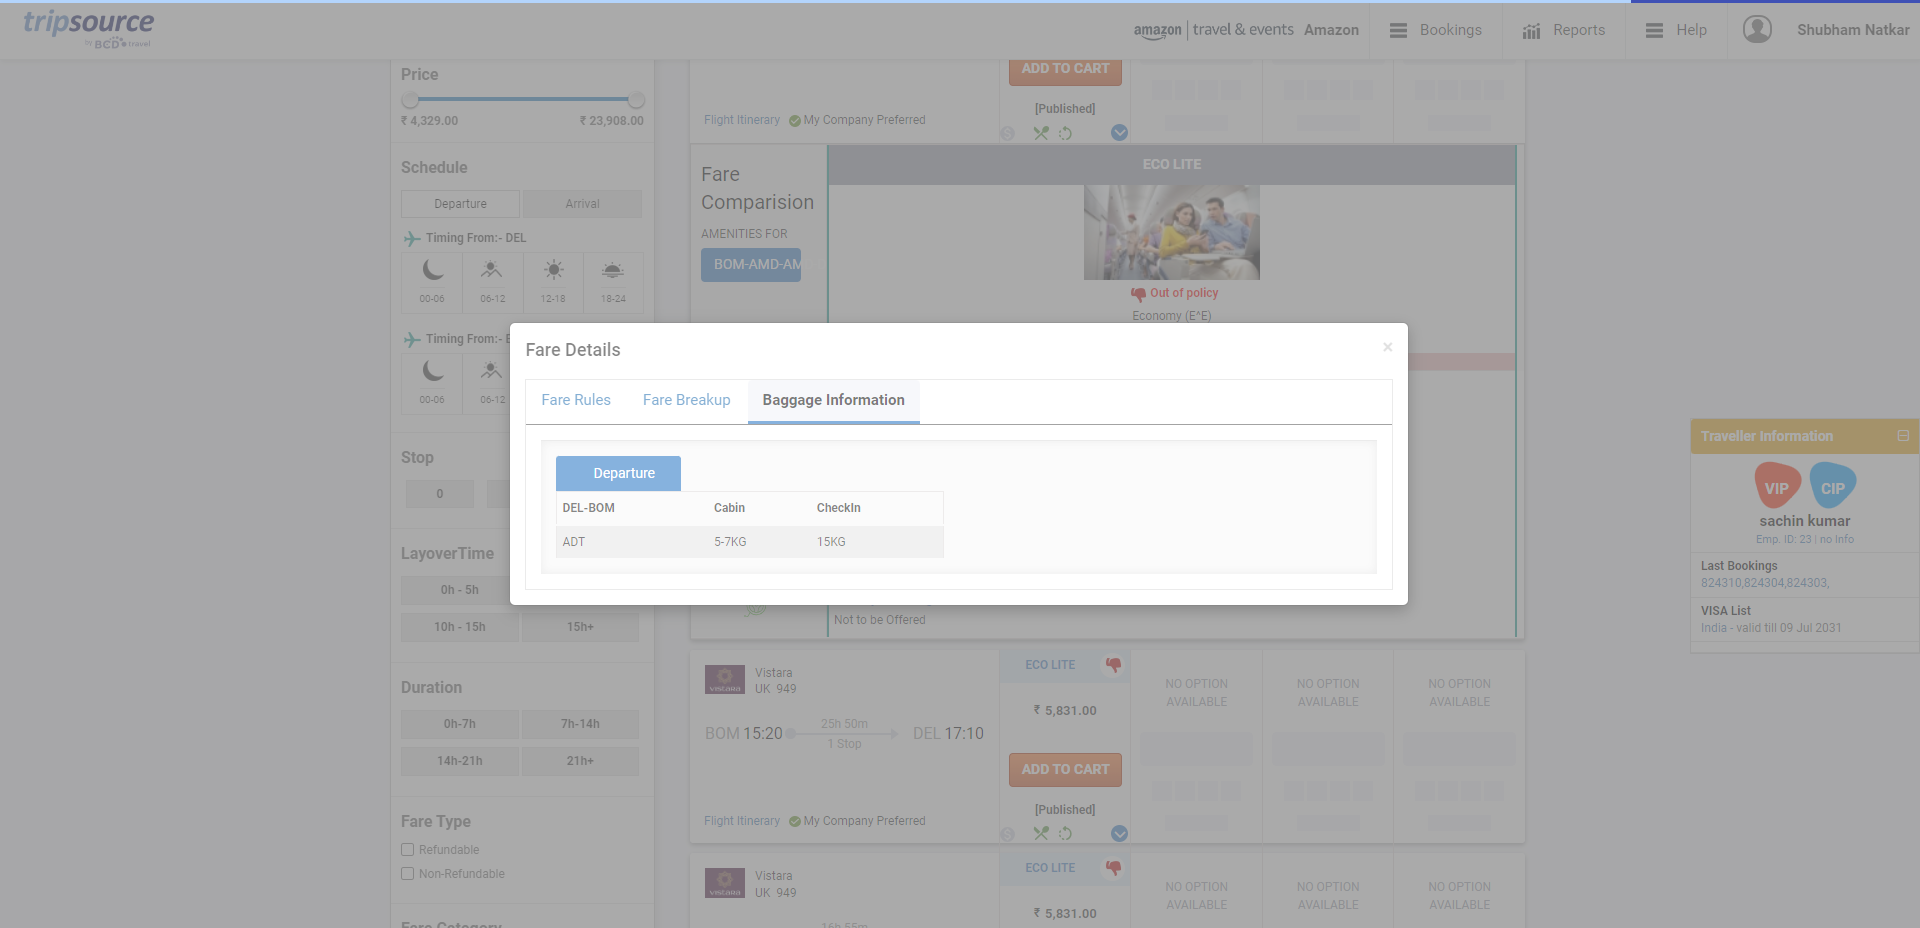 tripsource
by BCD travel
amazon | travel & events Amazon
Bookings
Reports
Help
Shubham Natkar
Price
₹ 4,329.00 ₹ 23,908.00
Schedule
Departure Arrival
Timing From:- DEL
00-06 06-12 12-18 18-24
Timing From:-
00-06 06-12
Stop
0
LayoverTime
0h - 5h
10h - 15h 15h+
Duration
0h-7h 7h-14h
14h-21h 21h+
Fare Type
Refundable
Non-Refundable
Fare Category
ADD TO CART
[Published]
Flight Itinerary My Company Preferred
Fare
Comparision
AMENITIES FOR
BOM-AMD-AM
ECO LITE
Out of policy
Economy (E^E)
Fare Details
×
Fare Rules Fare Breakup Baggage Information
Departure
DEL-BOM Cabin CheckIn
ADT 5-7KG 15KG
Not to be Offered
Vistara
UK 949
VISTARA
BOM 15:20 25h 50m DEL 17:10
1 Stop
Flight Itinerary My Company Preferred
ECO LITE
₹ 5,831.00
ADD TO CART
[Published]
NO OPTION
AVAILABLE
NO OPTION
AVAILABLE
NO OPTION
AVAILABLE
Vistara
UK 949
VISTARA
16h 55m
ECO LITE
₹ 5,831.00
NO OPTION
AVAILABLE
NO OPTION
AVAILABLE
NO OPTION
AVAILABLE
Traveller Information
VIP CIP
sachin kumar
Emp. ID: 23 | no Info
Last Bookings
824310,824304,824303,
VISA List
India - valid till 09 Jul 2031